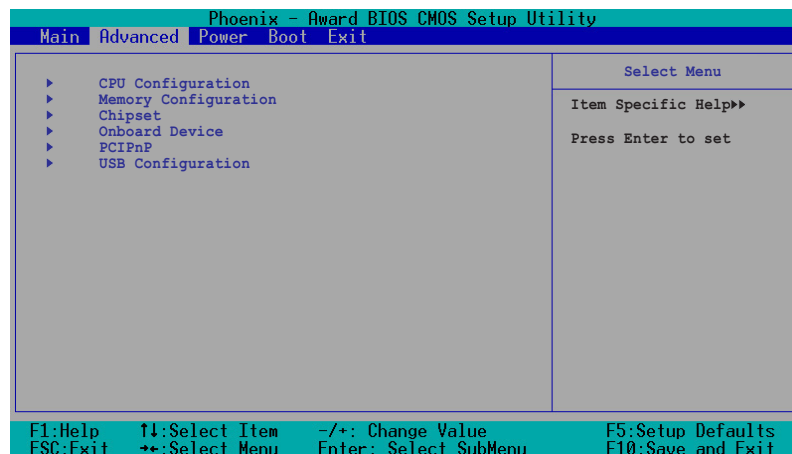 Phoenix - Award BIOS CMOS Setup Utility
Main Advanced Power Boot Exit
CPU Configuration
Memory Configuration
Chipset
Onboard Device
PCIPnP
USB Configuration
Select Menu
Item Specific Help▸▸
Press Enter to set
F1:Help ↑↓:Select Item -/+: Change Value F5:Setup Defaults
ESC:Exit →←:Select Menu Enter: Select SubMenu F10:Save and Exit